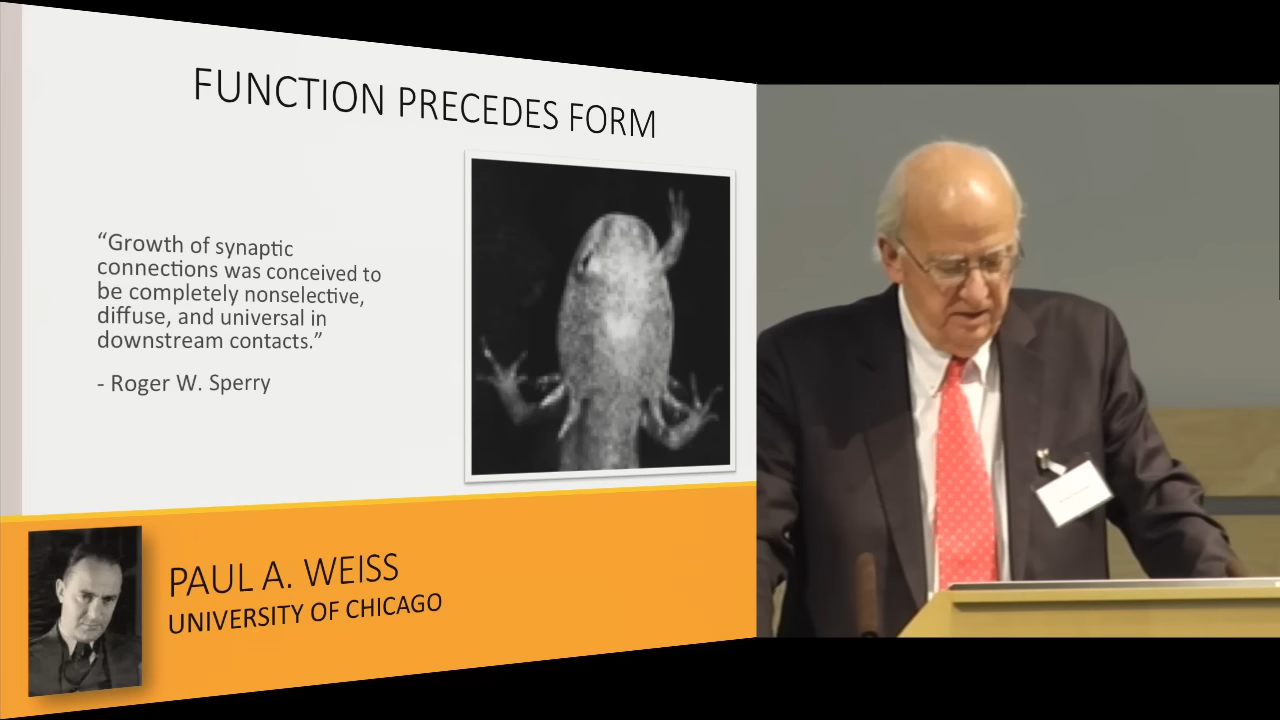 FUNCTION PRECEDES FORM
“Growth of synaptic
connections was conceived to
be completely nonselective,
diffuse, and universal in
downstream contacts.”
- Roger W. Sperry
PAUL A. WEISS
UNIVERSITY OF CHICAGO